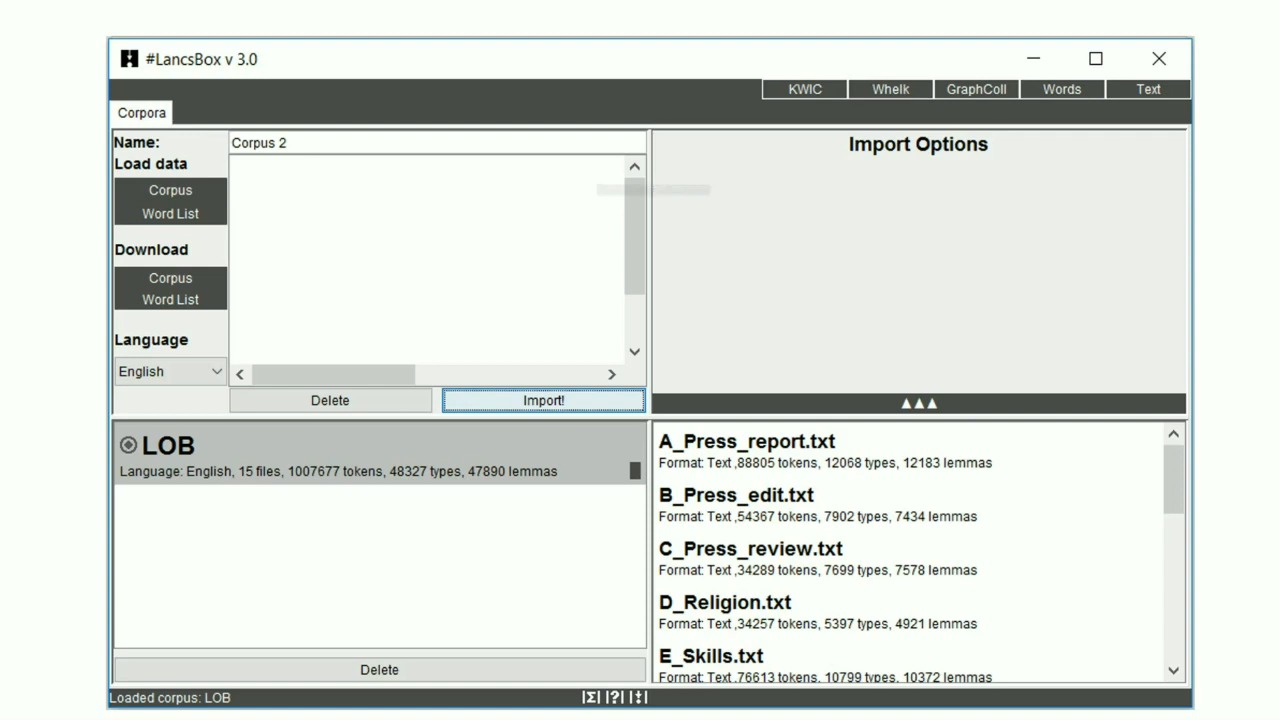 #LancsBox v 3.0
KWIC Whelk GraphColl Words Text
Corpora
Name: Corpus 2
Load data
Corpus
Word List
Download
Corpus
Word List
Language
English
Delete Import!
Import Options
▲▲▲
LOB
Language: English, 15 files, 1007677 tokens, 48327 types, 47890 lemmas
Delete
A_Press_report.txt
Format: Text ,88805 tokens, 12068 types, 12183 lemmas
B_Press_edit.txt
Format: Text ,54367 tokens, 7902 types, 7434 lemmas
C_Press_review.txt
Format: Text ,34289 tokens, 7699 types, 7578 lemmas
D_Religion.txt
Format: Text ,34257 tokens, 5397 types, 4921 lemmas
E_Skills.txt
Format: Text ,76613 tokens, 10799 types, 10372 lemmas
Loaded corpus: LOB |Σ| |?| |‡|